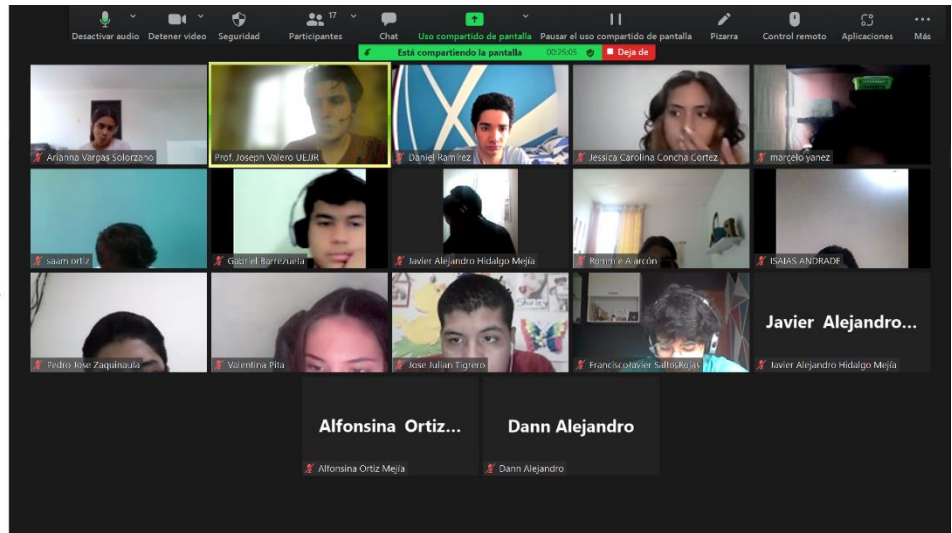 17
Desactivar audio Detener video Seguridad Participantes Chat Uso compartido de pantalla Pausar el uso compartido de pantalla Pizarra Control remoto Aplicaciones Más
Está compartiendo la pantalla 00:25:05 Deja de
Arianna Vargas Solorzano Prof. Joseph Valero UEJJR Daniel Ramírez Jessica Carolina Concha Cortez marcelo yanez
saam ortiz Gabriel Barrezueta Javier Alejandro Hidalgo Mejía Rommie Alarcón ISAIAS ANDRADE
Shirley
Javier Alejandro...
Pedro Jose Zaquinaula Valentina Pita Jose Julian Tigrero FranciscoJavier SaltosRojas Javier Alejandro Hidalgo Mejía
Alfonsina Ortiz... Dann Alejandro
Alfonsina Ortiz Mejía Dann Alejandro